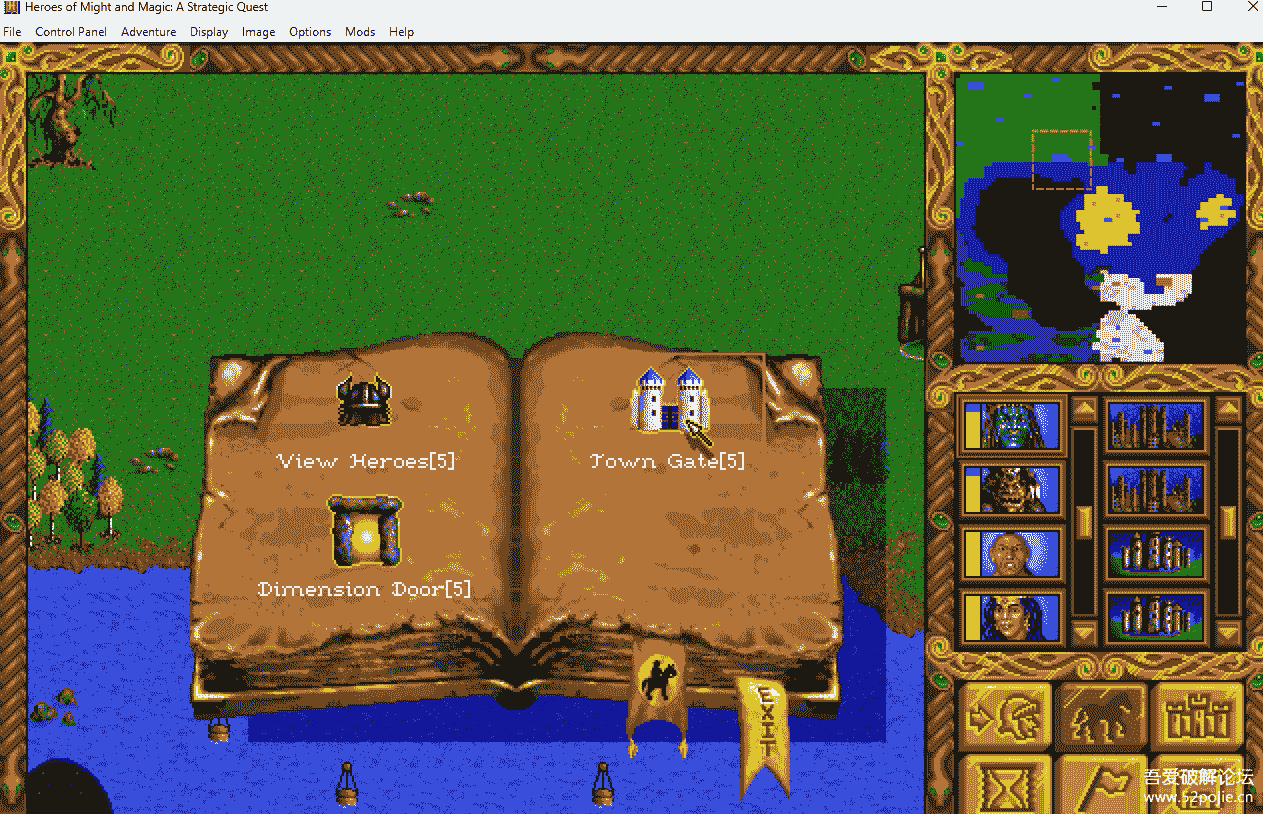 Heroes of Might and Magic: A Strategic Quest
File Control Panel Adventure Display Image Options Mods Help
View Heroes[5]
Town Gate[5]
Dimension Door[5]
EXIT
吾爱破解论坛
www.52pojie.cn